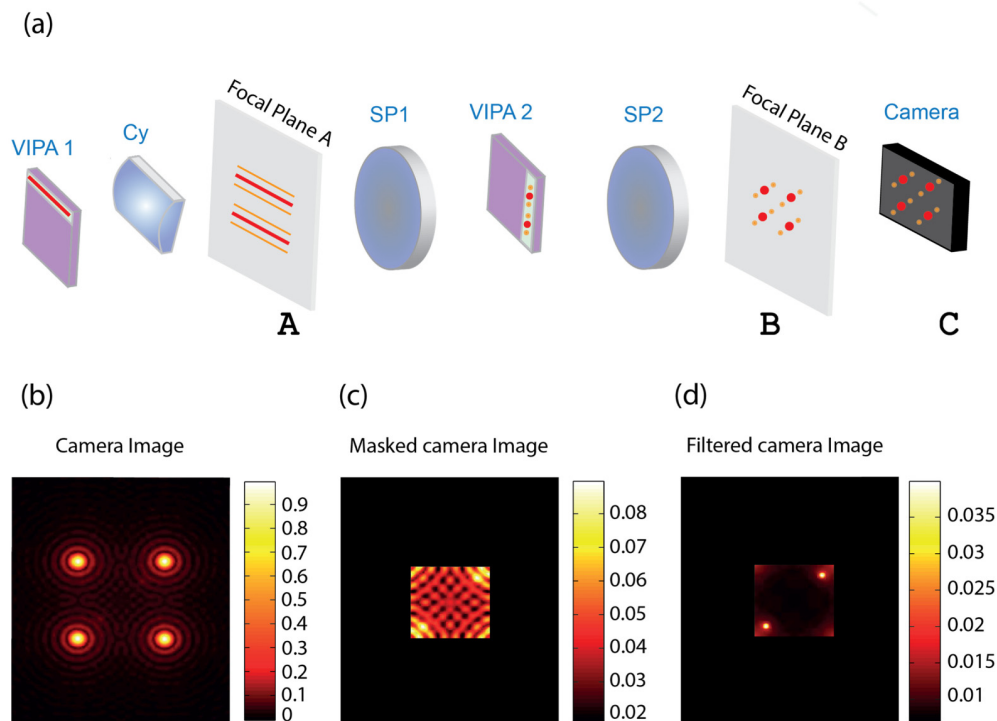 (a)
VIPA 1
Cy
Focal Plane A
SP1
VIPA 2
SP2
Focal Plane B
Camera
A
B
C
(b)
(c)
(d)
Camera Image
Masked camera Image
Filtered camera Image
0.9
0.8
0.7
0.6
0.5
0.4
0.3
0.2
0.1
0
0.08
0.07
0.06
0.05
0.04
0.03
0.02
0.035
0.03
0.025
0.02
0.015
0.01